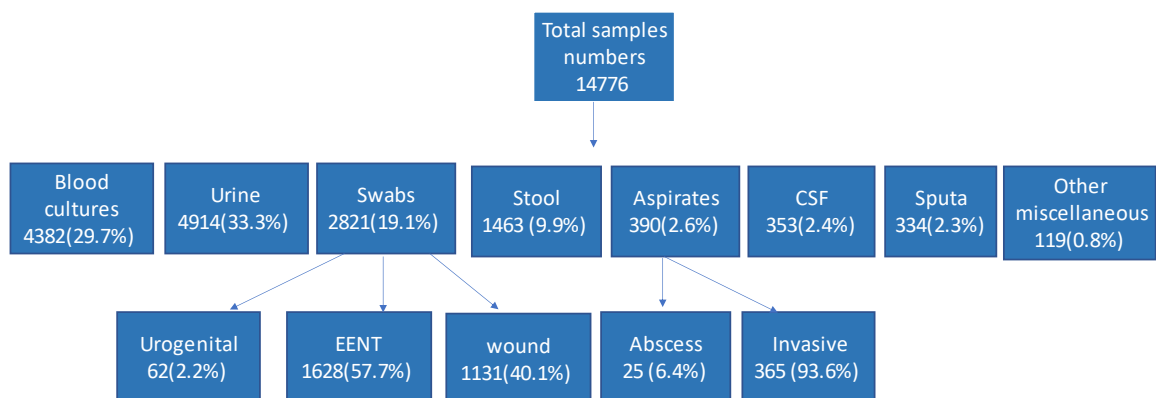 Total samples
numbers
14776
Blood
cultures
4382(29.7%)
Urine
4914(33.3%)
Swabs
2821(19.1%)
Stool
1463 (9.9%)
Aspirates
390(2.6%)
CSF
353(2.4%)
Sputa
334(2.3%)
Other
miscellaneous
119(0.8%)
Urogenital
62(2.2%)
EENT
1628(57.7%)
wound
1131(40.1%)
Abscess
25 (6.4%)
Invasive
365 (93.6%)